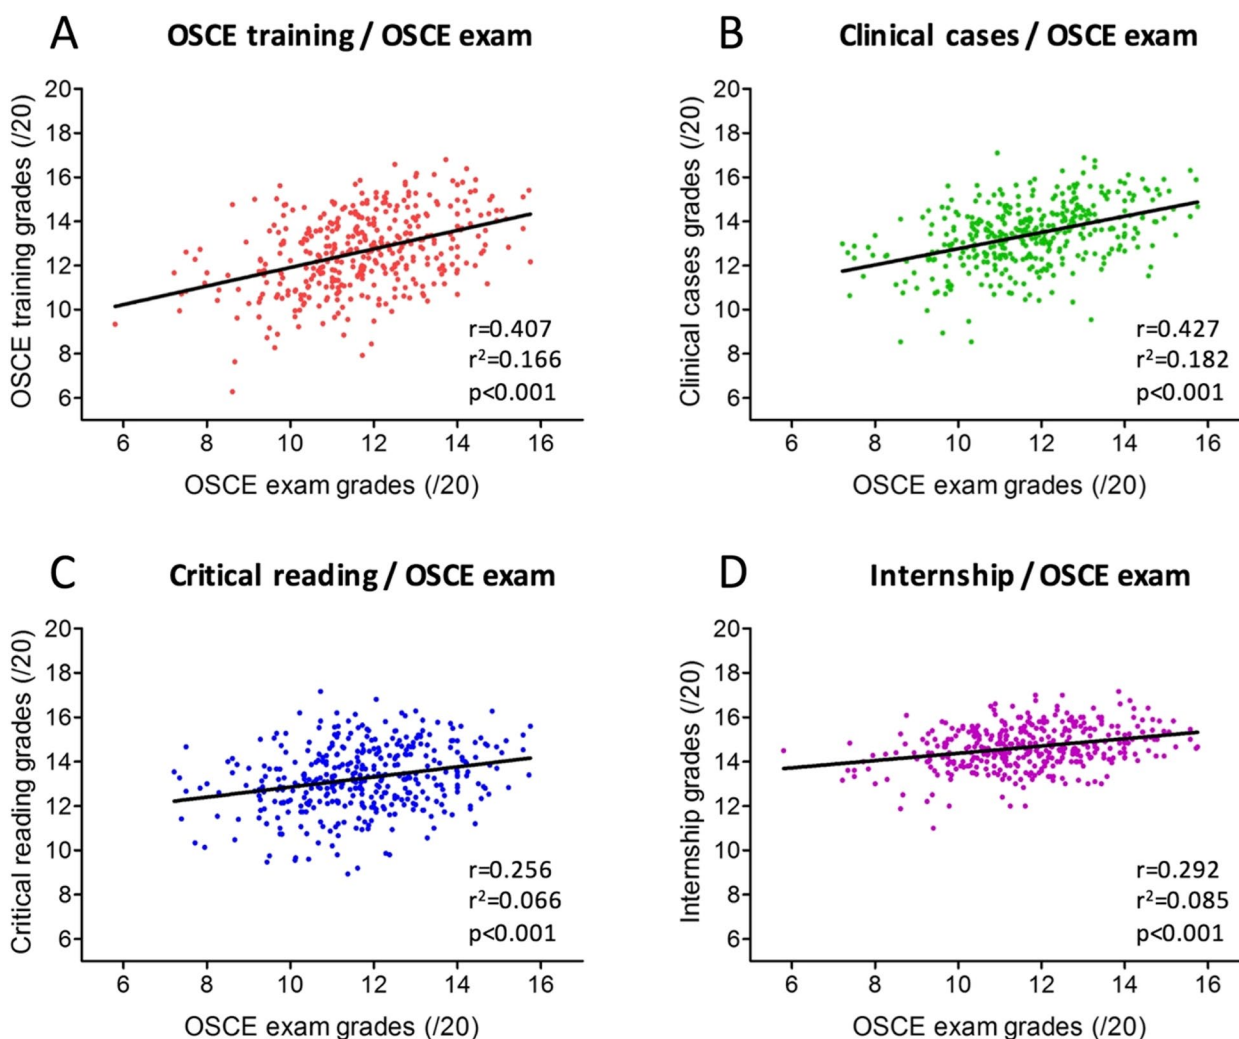 A
OSCE training / OSCE exam
20
18
16
14
12
10
8
6
OSCE training grades (/20)
r=0.407
r²=0.166
p<0.001
6 8 10 12 14 16
OSCE exam grades (/20)
B
Clinical cases / OSCE exam
20
18
16
14
12
10
8
6
Clinical cases grades (/20)
r=0.427
r²=0.182
p<0.001
6 8 10 12 14 16
OSCE exam grades (/20)
C
Critical reading / OSCE exam
20
18
16
14
12
10
8
6
Critical reading grades (/20)
r=0.256
r²=0.066
p<0.001
6 8 10 12 14 16
OSCE exam grades (/20)
D
Internship / OSCE exam
20
18
16
14
12
10
8
6
Internship grades (/20)
r=0.292
r²=0.085
p<0.001
6 8 10 12 14 16
OSCE exam grades (/20)